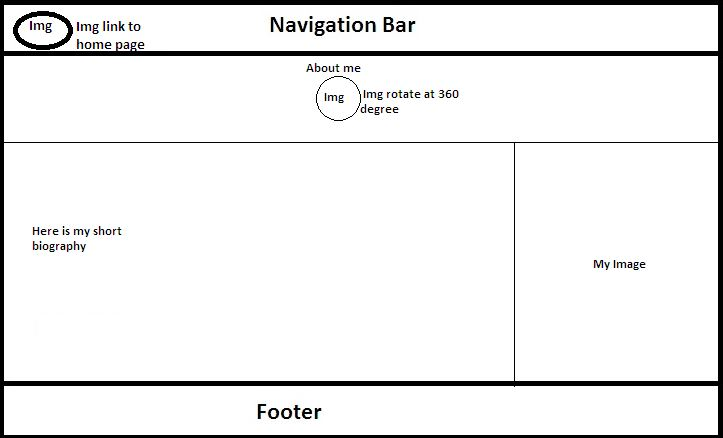 Img
Img link to
home page
Navigation Bar
About me
Img
Img rotate at 360
degree
Here is my short
biography
My Image
Footer